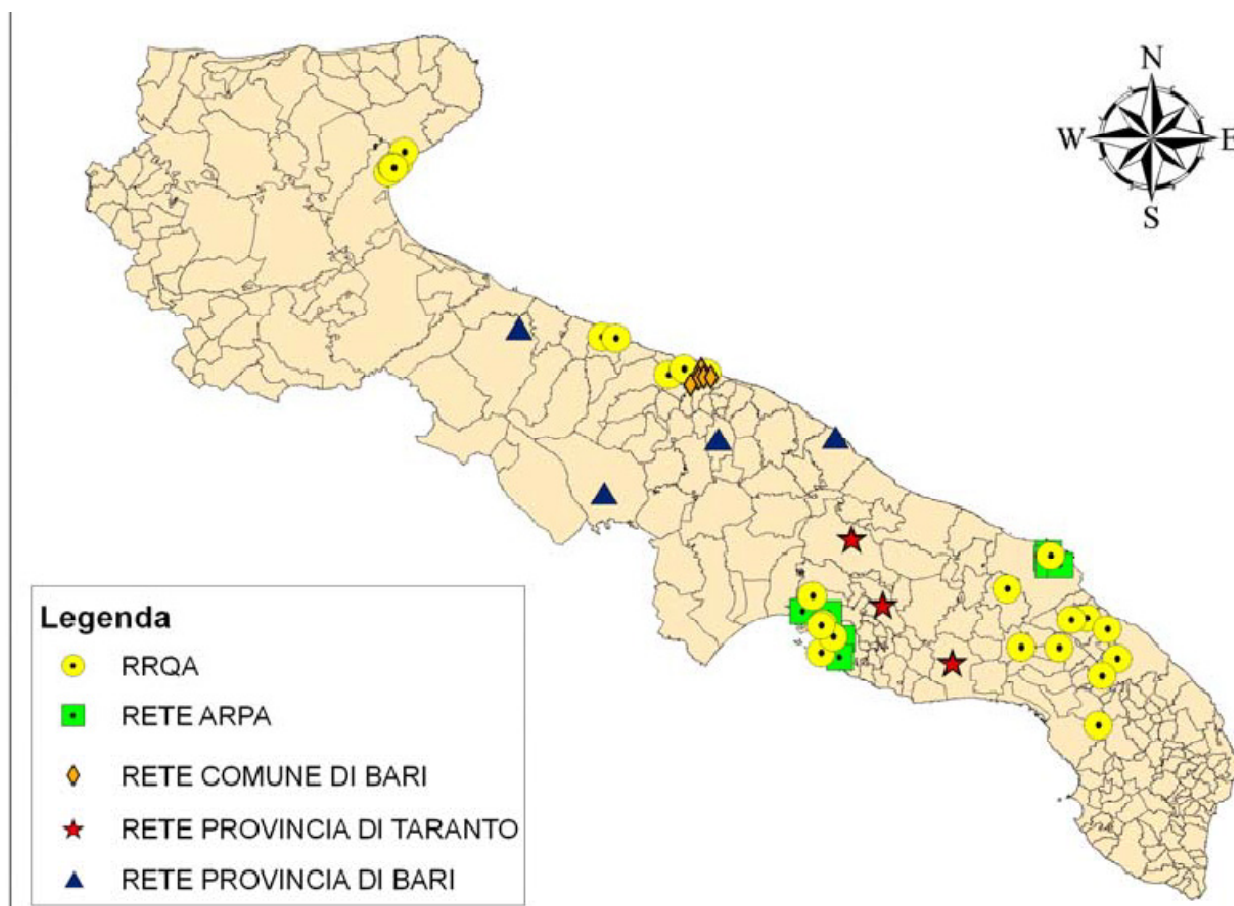 N
W E
S
Legenda
RRQA
RETE ARPA
RETE COMUNE DI BARI
RETE PROVINCIA DI TARANTO
RETE PROVINCIA DI BARI